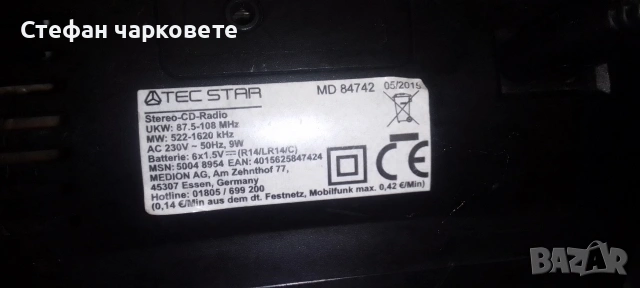 Стефан чарковете
TEC STAR MD 84742 05/2015
Stereo-CD-Radio
UKW: 87.5-108 MHz
MW: 522-1620 kHz
AC 230V ~ 50Hz, 9W
Batterie: 6x1.5V (R14/LR14/C)
MSN: 5004 8954 EAN: 4015625847424
MEDION AG, Am Zehnthof 77,
45307 Essen, Germany
Hotline: 01805 / 699 200
(0,14 €/Min aus dem dt. Festnetz, Mobilfunk max. 0,42 €/Min)
CE
BAZAR